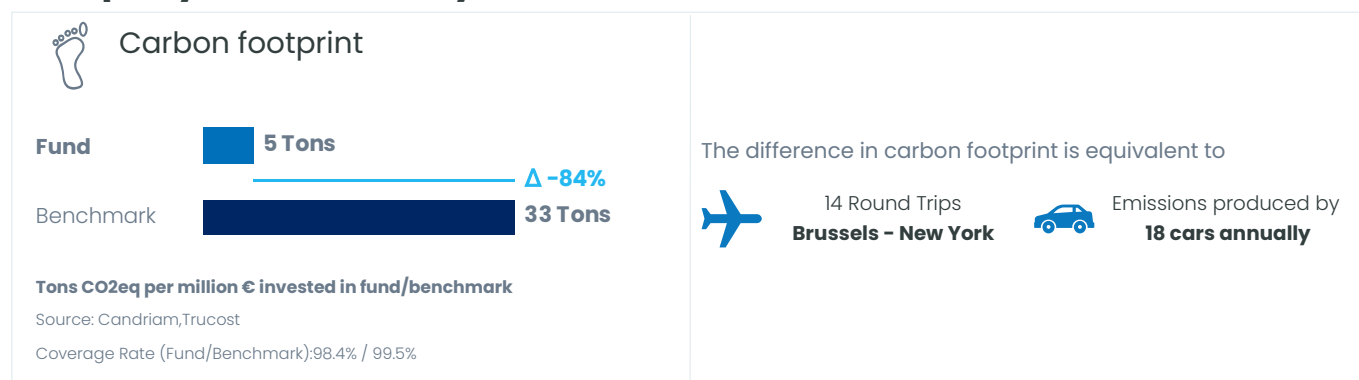 Carbon footprint
Fund
5 Tons
Δ -84%
Benchmark
33 Tons
Tons CO2eq per million € invested in fund/benchmark
Source: Candriam,Trucost
Coverage Rate (Fund/Benchmark):98.4% / 99.5%
The difference in carbon footprint is equivalent to
14 Round Trips
Brussels - New York
Emissions produced by
18 cars annually